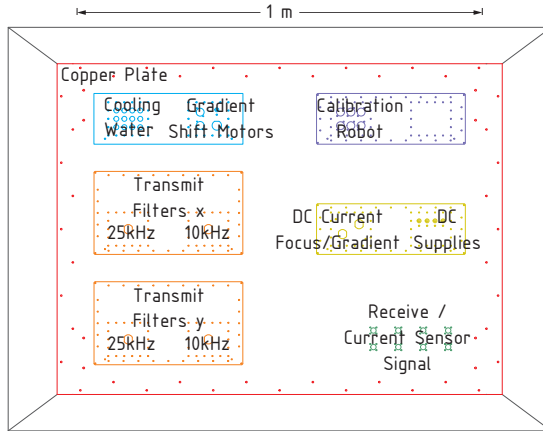 1 m
Copper Plate
Cooling
Water
Gradient
Shift Motors
Calibration
Robot
Transmit
Filters x
25kHz 10kHz
DC Current
Focus/Gradient
DC
Supplies
Transmit
Filters y
25kHz 10kHz
Receive /
Current Sensor
Signal